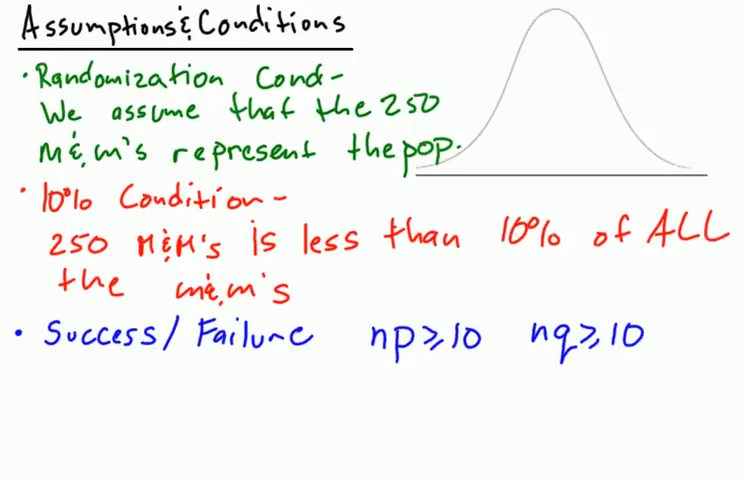 Assumptions & Conditions
• Randomization Cond-
We assume that the 250
M&M's represent the pop.
• 10% Condition-
250 M&M's is less than 10% of ALL
the m&m's
• Success/Failure np≥10 nq≥10